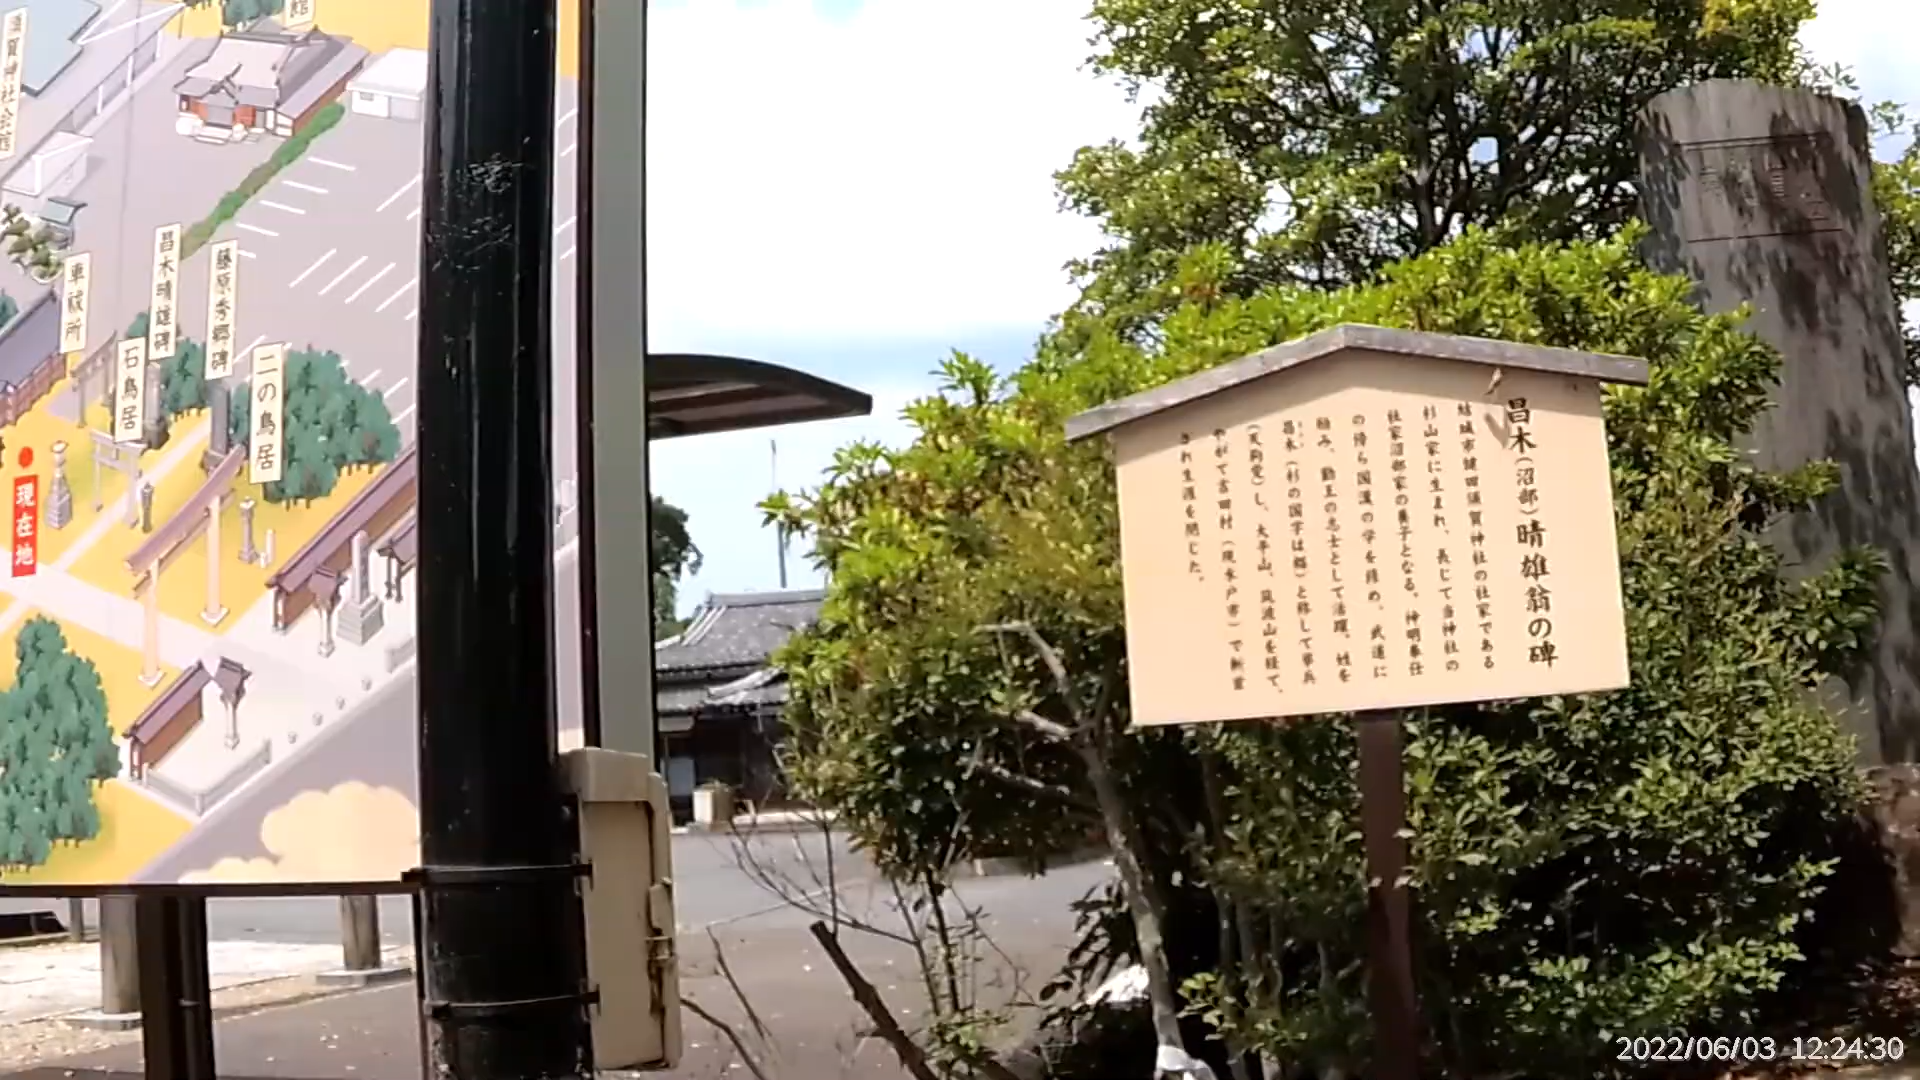 須賀神社会館
館
車祓所
昌木晴雄碑
藤原秀郷碑
石鳥居
二の鳥居
現在地
昌木(沼部)晴雄翁の碑
結城市健田須賀神社の社家である
杉山家に生まれ、長じて当神社の
社家沼部家の養子となる。神明奉仕
の傍ら国漢の学を修め、武道に
励み、勤王の志士として活躍、姓を
昌木(杉の国字は椙)と称して挙兵
(天狗党)し、太平山、筑波山を経て、
やがて吉田村(現水戸市)で断首
され生涯を閉じた。
2022/06/03 12:24:30